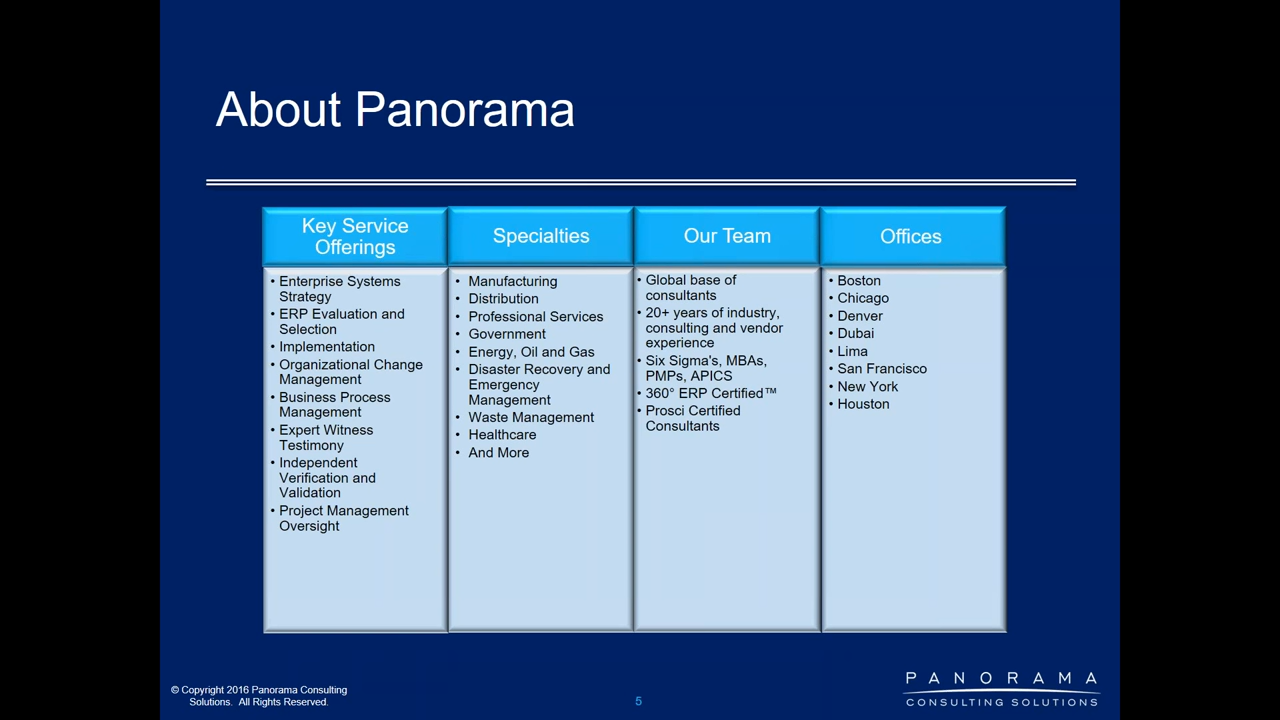 About Panorama
Key Service
Offerings
• Enterprise Systems
Strategy
• ERP Evaluation and
Selection
• Implementation
• Organizational Change
Management
• Business Process
Management
• Expert Witness
Testimony
• Independent
Verification and
Validation
• Project Management
Oversight
Specialties
• Manufacturing
• Distribution
• Professional Services
• Government
• Energy, Oil and Gas
• Disaster Recovery and
Emergency
Management
• Waste Management
• Healthcare
• And More
Our Team
• Global base of
consultants
• 20+ years of industry,
consulting and vendor
experience
• Six Sigma's, MBAs,
PMPs, APICS
• 360° ERP Certified™
• Prosci Certified
Consultants
Offices
• Boston
• Chicago
• Denver
• Dubai
• Lima
• San Francisco
• New York
• Houston
© Copyright 2016 Panorama Consulting
Solutions. All Rights Reserved.
5
PANORAMA
CONSULTING SOLUTIONS